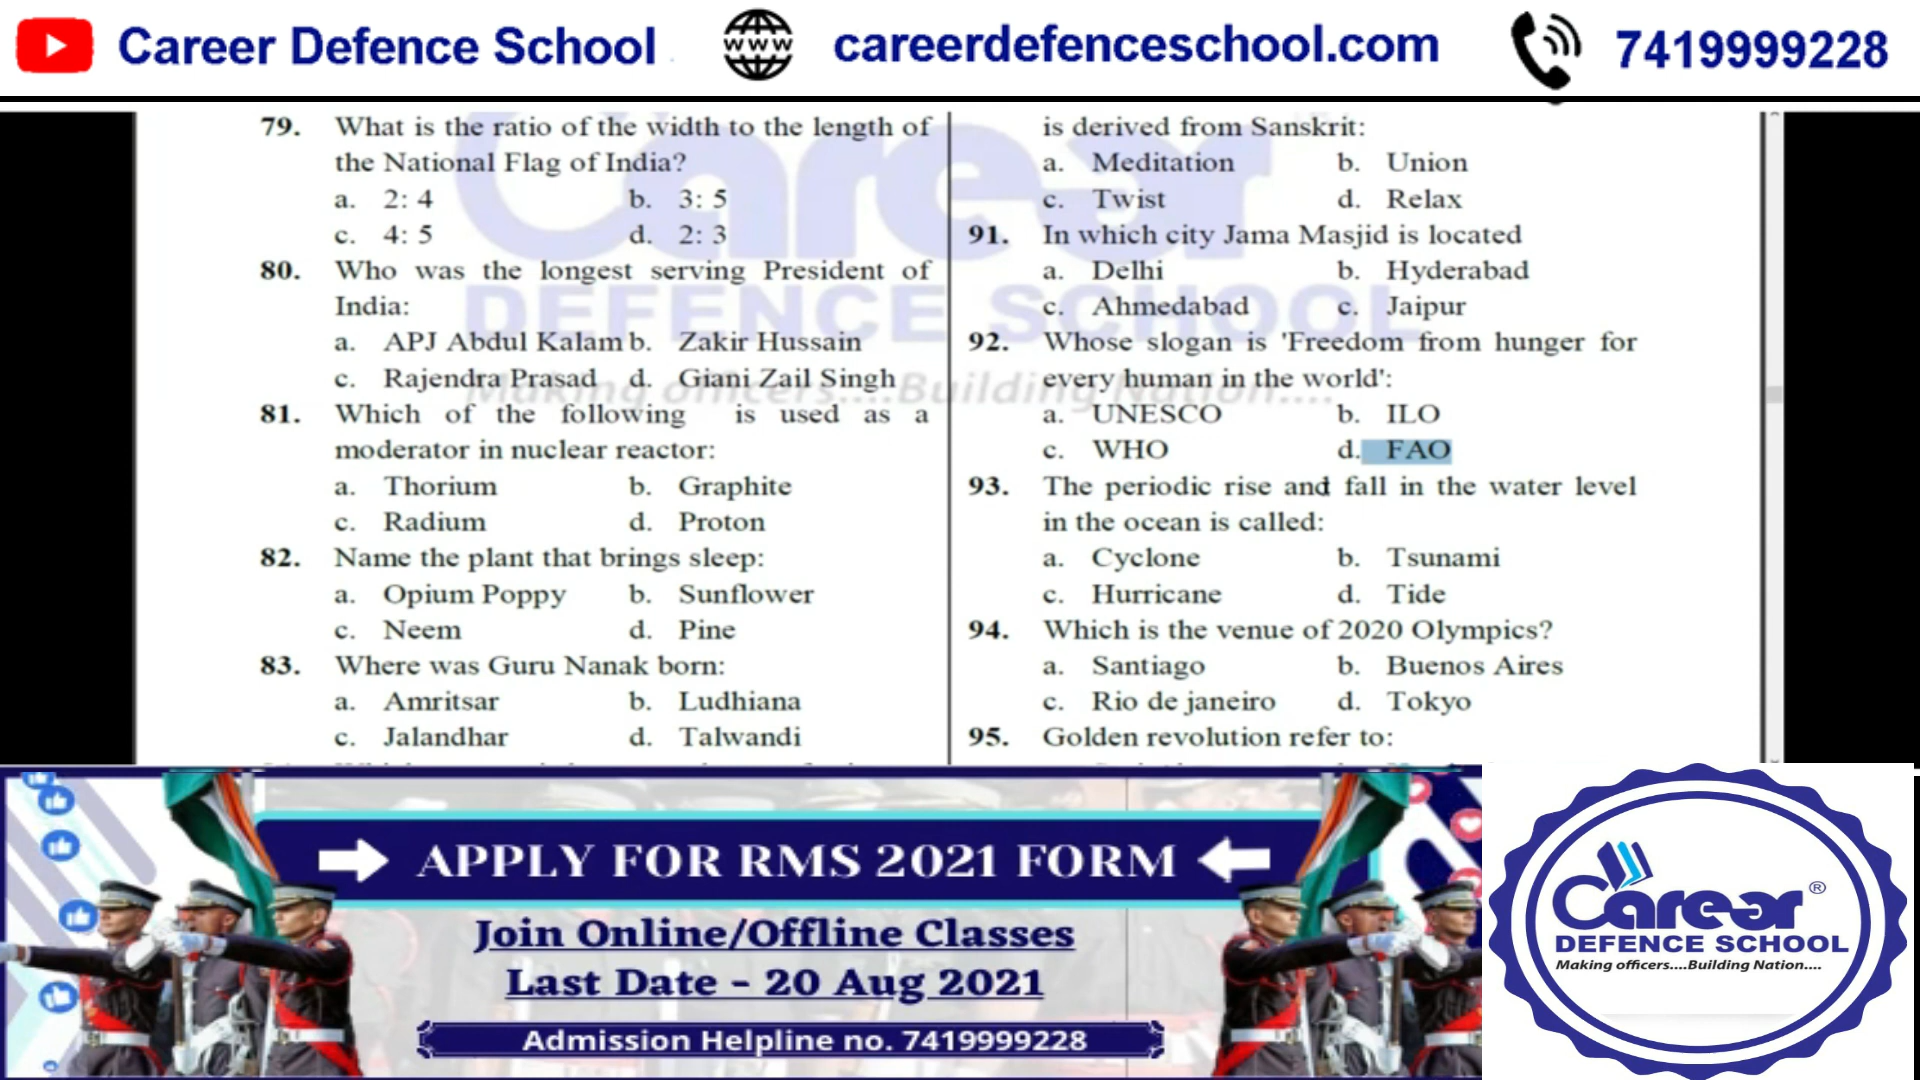 Career Defence School
www
careerdefenceschool.com
7419999228
79. What is the ratio of the width to the length of
the National Flag of India?
a. 2: 4 b. 3: 5
c. 4: 5 d. 2: 3
80. Who was the longest serving President of
India:
a. APJ Abdul Kalam b. Zakir Hussain
c. Rajendra Prasad d. Giani Zail Singh
81. Which of the following is used as a
moderator in nuclear reactor:
a. Thorium b. Graphite
c. Radium d. Proton
82. Name the plant that brings sleep:
a. Opium Poppy b. Sunflower
c. Neem d. Pine
83. Where was Guru Nanak born:
a. Amritsar b. Ludhiana
c. Jalandhar d. Talwandi
is derived from Sanskrit:
a. Meditation b. Union
c. Twist d. Relax
91. In which city Jama Masjid is located
a. Delhi b. Hyderabad
c. Ahmedabad c. Jaipur
92. Whose slogan is 'Freedom from hunger for
every human in the world':
a. UNESCO b. ILO
c. WHO d. FAO
93. The periodic rise and fall in the water level
in the ocean is called:
a. Cyclone b. Tsunami
c. Hurricane d. Tide
94. Which is the venue of 2020 Olympics?
a. Santiago b. Buenos Aires
c. Rio de janeiro d. Tokyo
95. Golden revolution refer to:
Career
DEFENCE SCHOOL
Making officers....Building Nation....
APPLY FOR RMS 2021 FORM
Join Online/Offline Classes
Last Date - 20 Aug 2021
Admission Helpline no. 7419999228
Career®
DEFENCE SCHOOL
Making officers....Building Nation....